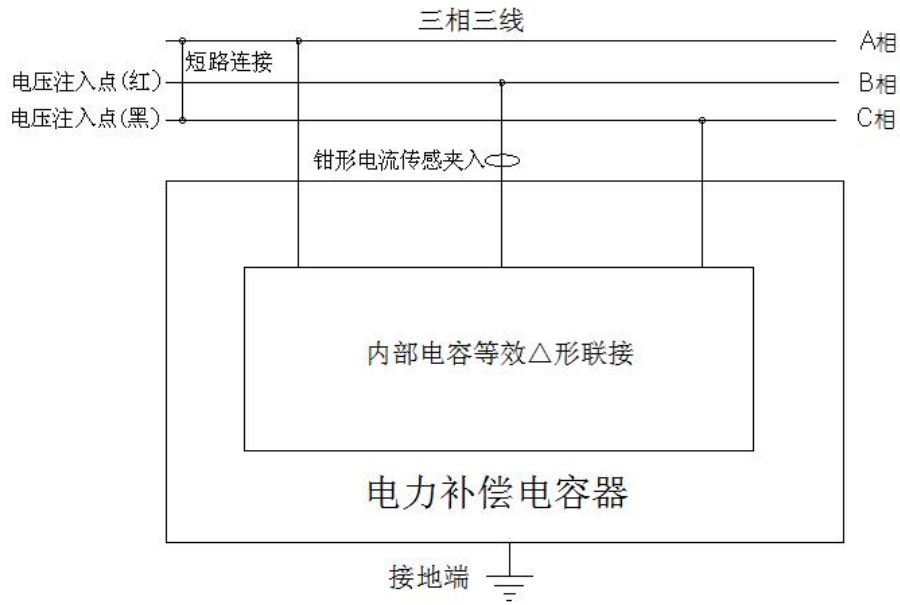 三相三线
A相
短路连接
电压注入点(红)
B相
电压注入点(黑)
C相
钳形电流传感夹入
内部电容等效△形联接
电力补偿电容器
接地端